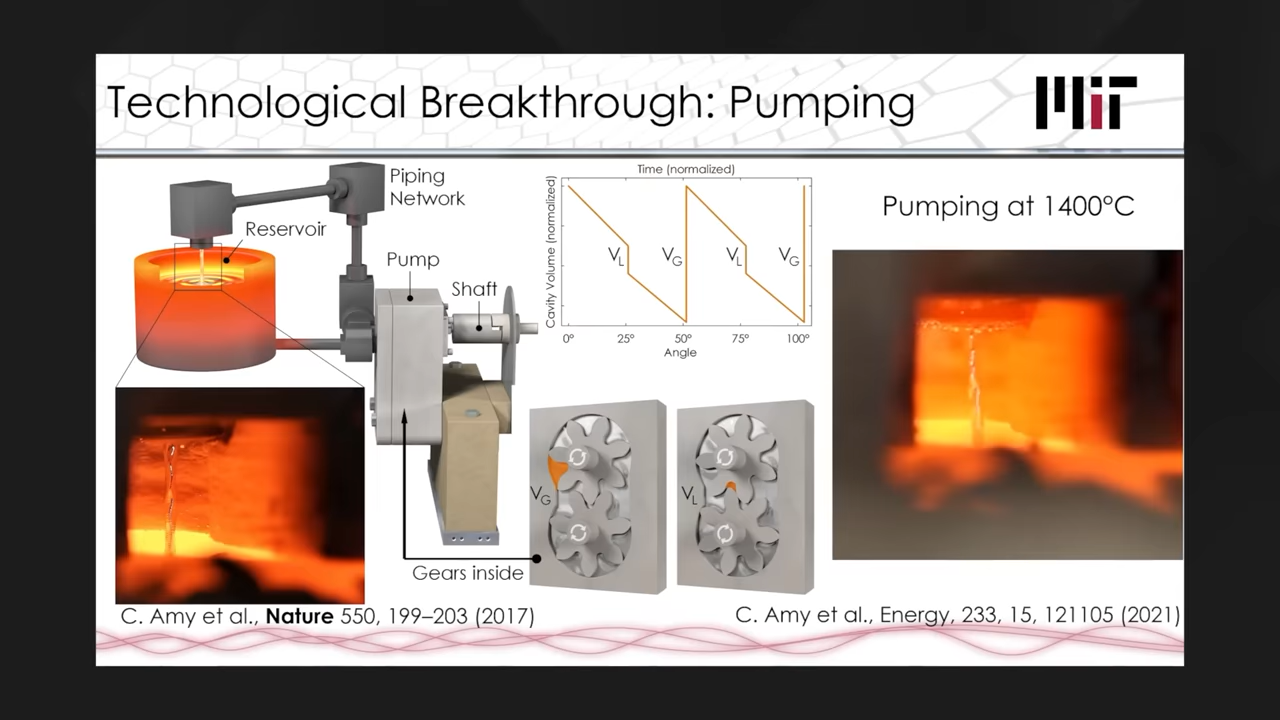 Technological Breakthrough: Pumping
MiT
Piping
Network
Reservoir
Pump
Shaft
Time (normalized)
Cavity Volume (normalized)
V_L
V_G
V_L
V_G
0° 25° 50° 75° 100°
Angle
Pumping at 1400°C
V_G
V_L
Gears inside
C. Amy et al., Nature 550, 199–203 (2017)
C. Amy et al., Energy, 233, 15, 121105 (2021)